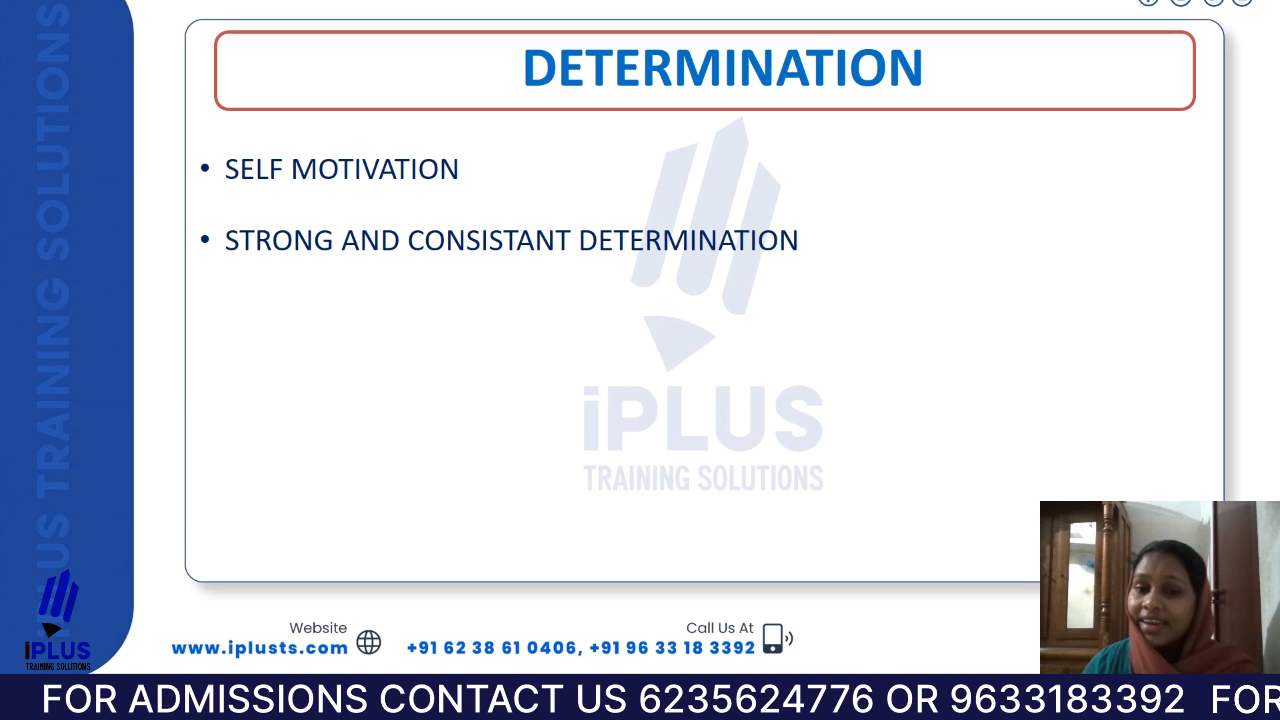 DETERMINATION
• SELF MOTIVATION
• STRONG AND CONSISTANT DETERMINATION
iPLUS
TRAINING SOLUTIONS
PLUS TRAINING SOLUTIONS
iPLUS
TRAINING SOLUTIONS
Website
www.iplusts.com
Call Us At
+91 62 38 61 0406, +91 96 33 18 3392
FOR ADMISSIONS CONTACT US 6235624776 OR 9633183392 FOR